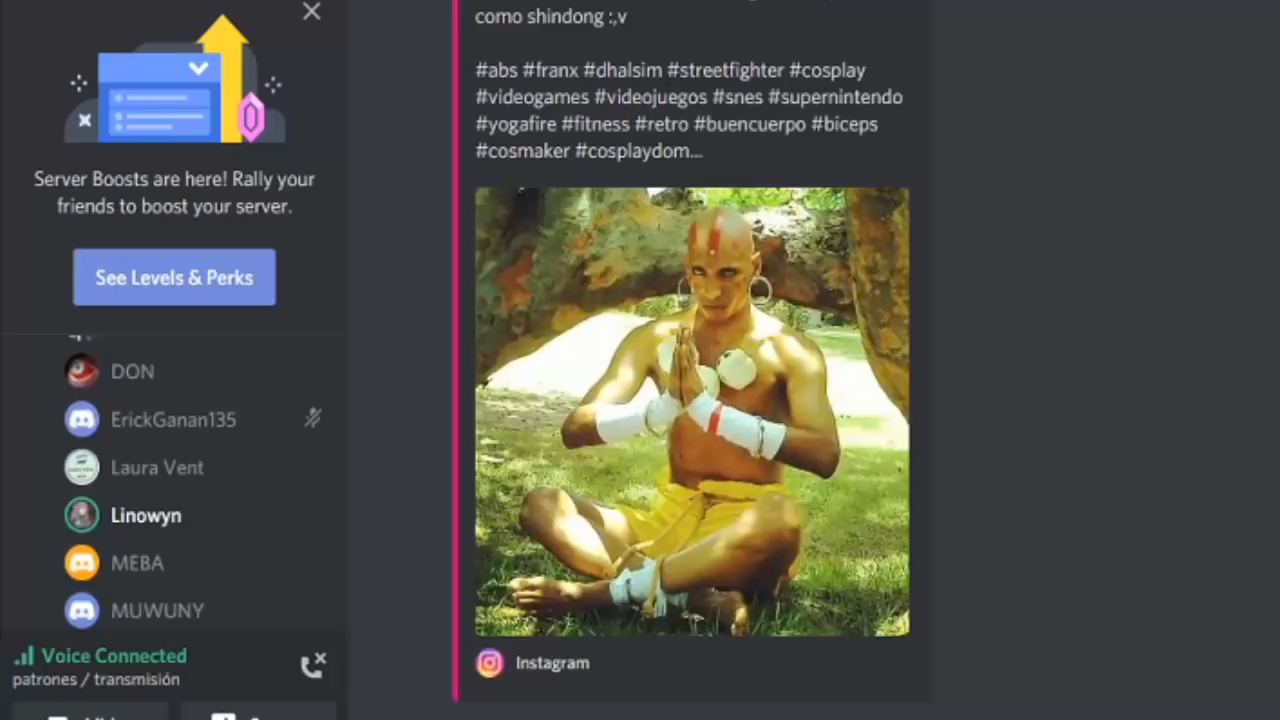 Server Boosts are here! Rally your
friends to boost your server.
See Levels & Perks
DON
ErickGanan135
Laura Vent
Linowyn
MEBA
MUWUNY
Voice Connected
patrones / transmisión
como shindong :,v
#abs #franx #dhalsim #streetfighter #cosplay
#videogames #videojuegos #snes #supernintendo
#yogafire #fitness #retro #buencuerpo #biceps
#cosmaker #cosplaydom...
Instagram